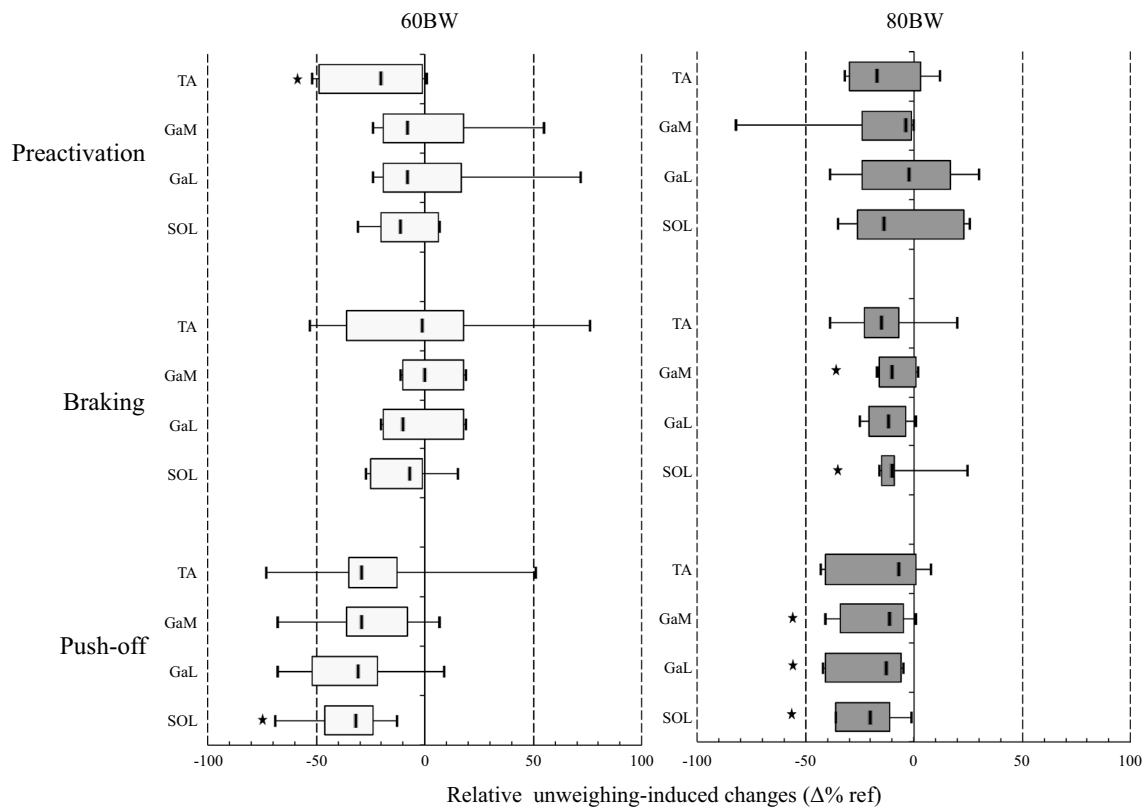 60BW
80BW
Preactivation
TA
GaM
GaL
SOL
TA
GaM
GaL
SOL
Braking
TA
GaM
GaL
SOL
TA
GaM
GaL
SOL
Push-off
TA
GaM
GaL
SOL
TA
GaM
GaL
SOL
-100 -50 0 50 100
-100 -50 0 50 100
Relative unweighing-induced changes (Δ% ref)